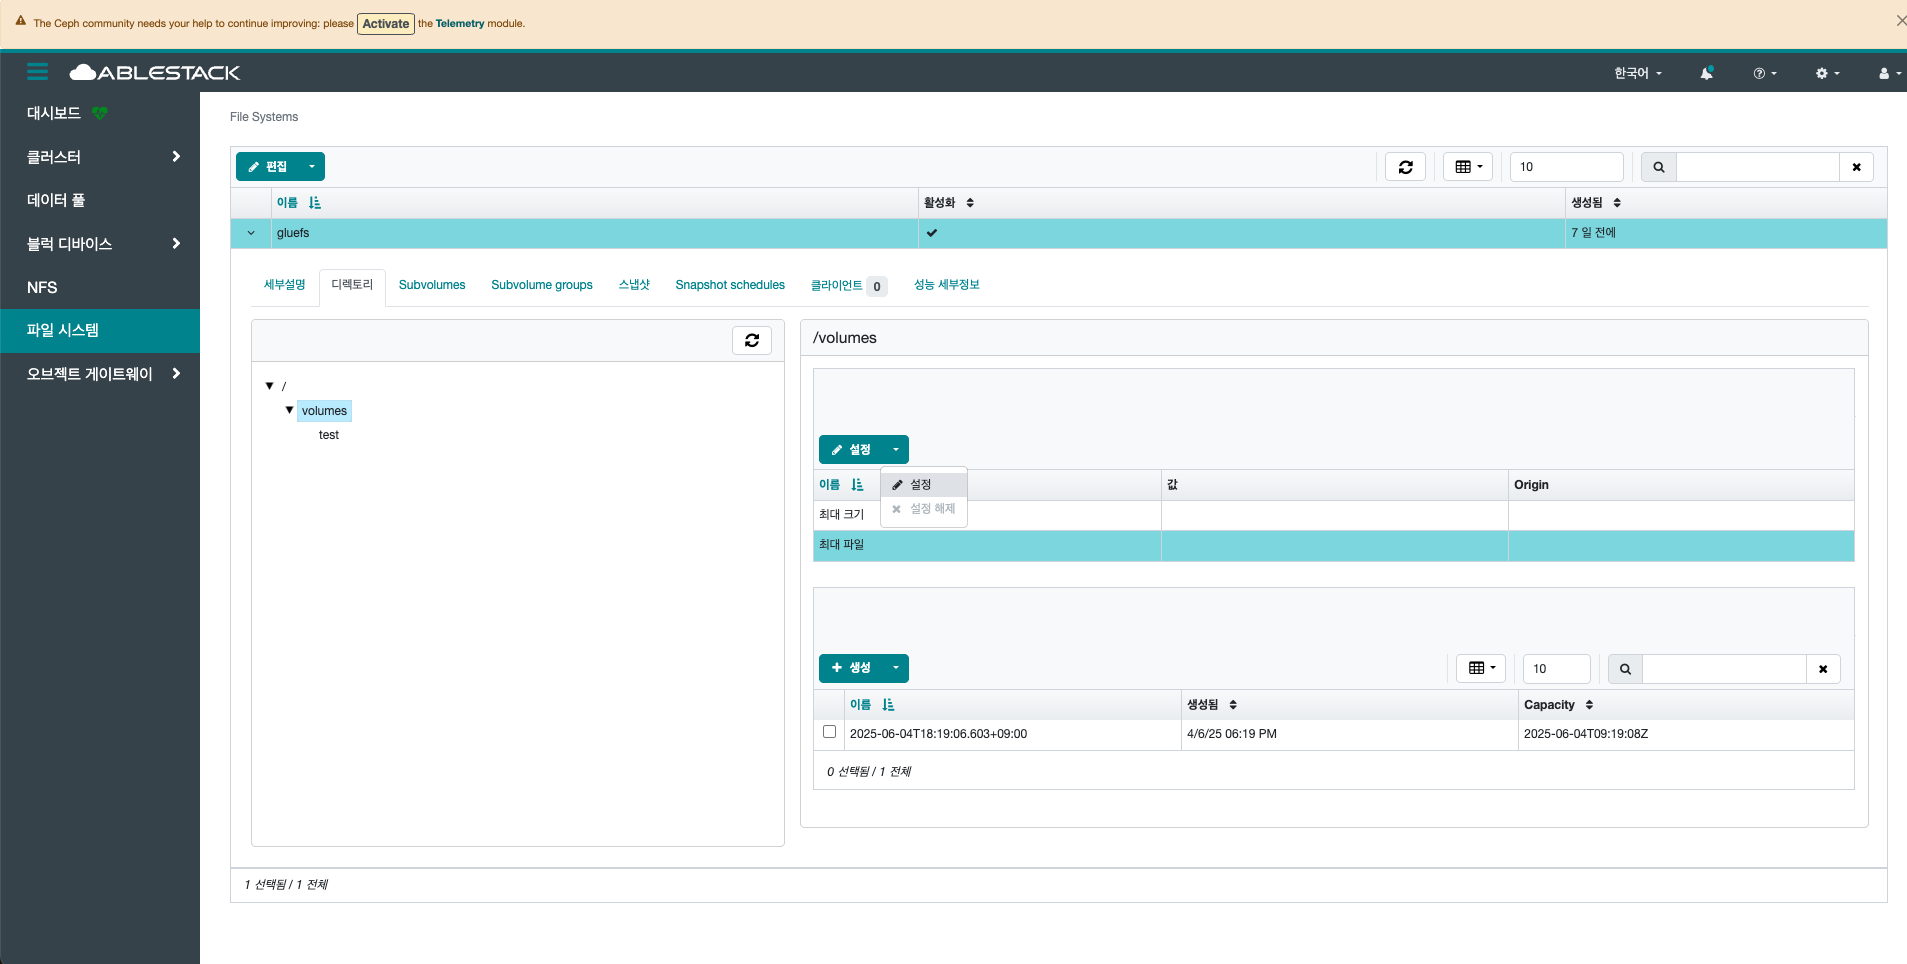 The Ceph community needs your help to continue improving: please Activate the Telemetry module.
ABLESTACK
한국어
대시보드
클러스터
데이터 풀
블럭 디바이스
NFS
파일 시스템
오브젝트 게이트웨이
File Systems
편집
10
이름 활성화 생성됨
gluefs 7 일 전에
세부설명 디렉토리 Subvolumes Subvolume groups 스냅샷 Snapshot schedules 클라이언트 0 성능 세부정보
/
volumes
test
/volumes
설정
설정
설정 해제
이름 값 Origin
최대 크기
최대 파일
생성
10
이름 생성됨 Capacity
2025-06-04T18:19:06.603+09:00 4/6/25 06:19 PM 2025-06-04T09:19:08Z
0 선택됨 / 1 전체
1 선택됨 / 1 전체